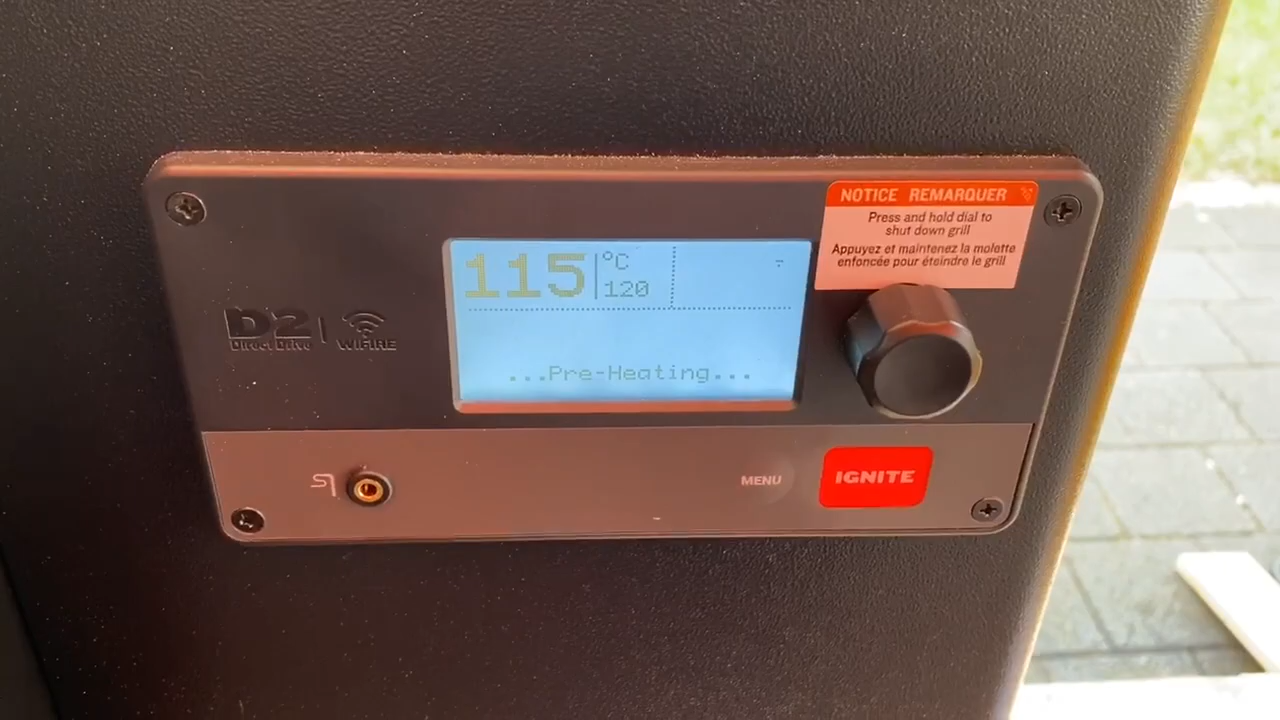 NOTICE REMARQUER
Press and hold dial to
shut down grill
Appuyez et maintenez la molette
enfoncée pour éteindre le grill
115 °C
120
...Pre-Heating...
D2
Direct Drive
WiFIRE
MENU
IGNITE